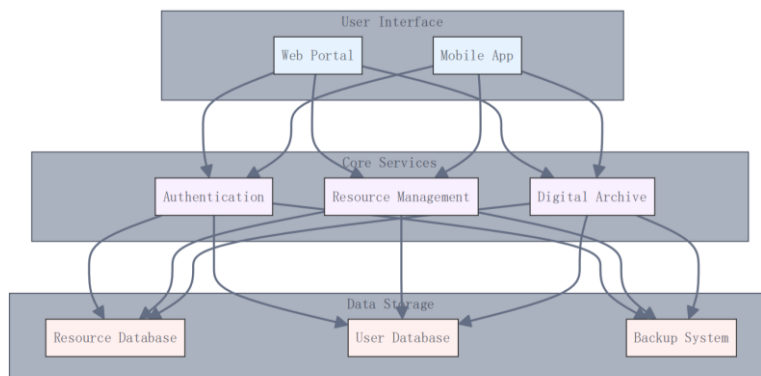 User Interface
Web Portal
Mobile App
Core Services
Authentication
Resource Management
Digital Archive
Data Storage
Resource Database
User Database
Backup System